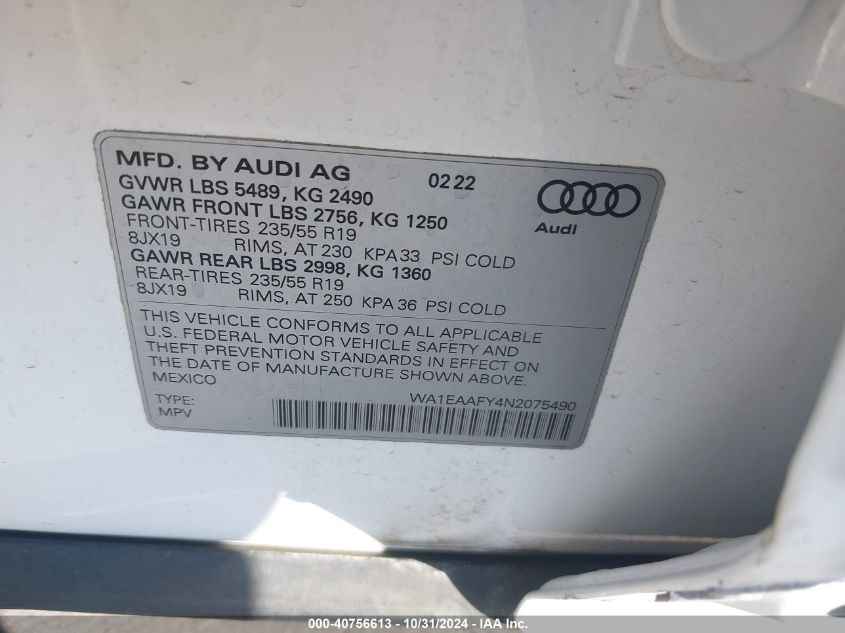 MFD. BY AUDI AG 02 22
GVWR LBS 5489, KG 2490
GAWR FRONT LBS 2756, KG 1250
FRONT-TIRES 235/55 R19
8JX19 RIMS, AT 230 KPA 33 PSI COLD
GAWR REAR LBS 2998, KG 1360
REAR-TIRES 235/55 R19
8JX19 RIMS, AT 250 KPA 36 PSI COLD
Audi
THIS VEHICLE CONFORMS TO ALL APPLICABLE
U.S. FEDERAL MOTOR VEHICLE SAFETY AND
THEFT PREVENTION STANDARDS IN EFFECT ON
THE DATE OF MANUFACTURE SHOWN ABOVE.
MEXICO
WA1EAAFY4N2075490
TYPE:
MPV
000-40756613 - 10/31/2024 - IAA Inc.